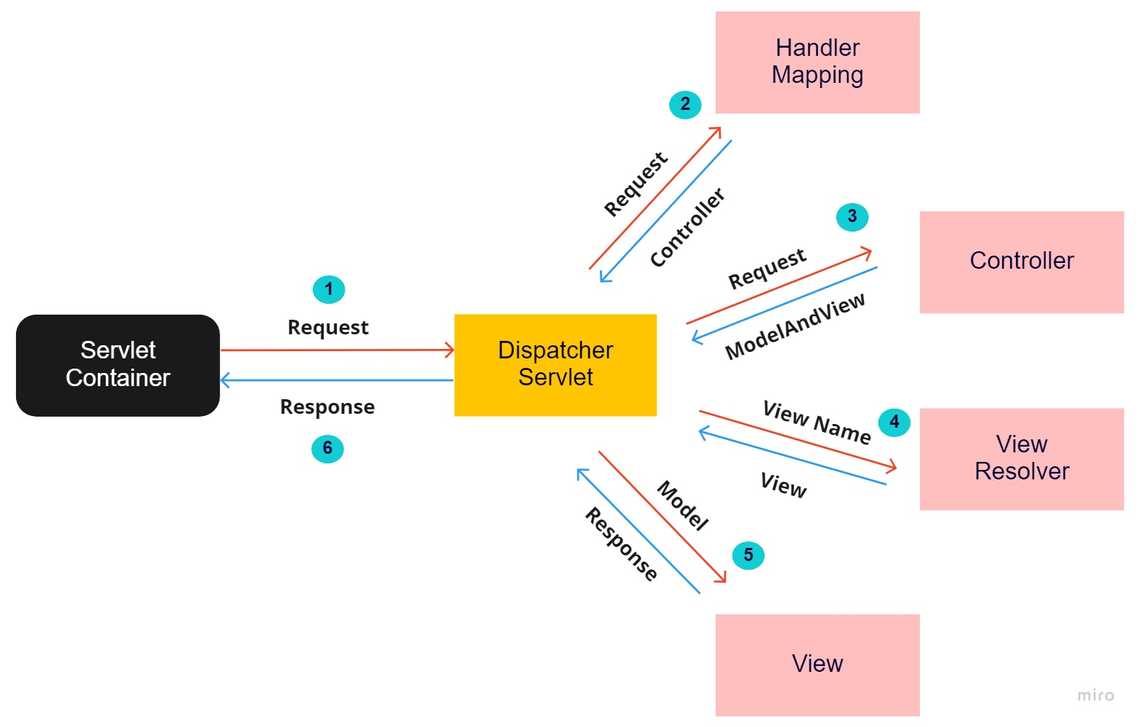 Handler
Mapping
2
Request
Controller
3
Request
ModelAndView
Controller
1
Request
Servlet
Container
Dispatcher
Servlet
Response
6
View Name
4
View
View
Resolver
Model
Response
5
View
miro